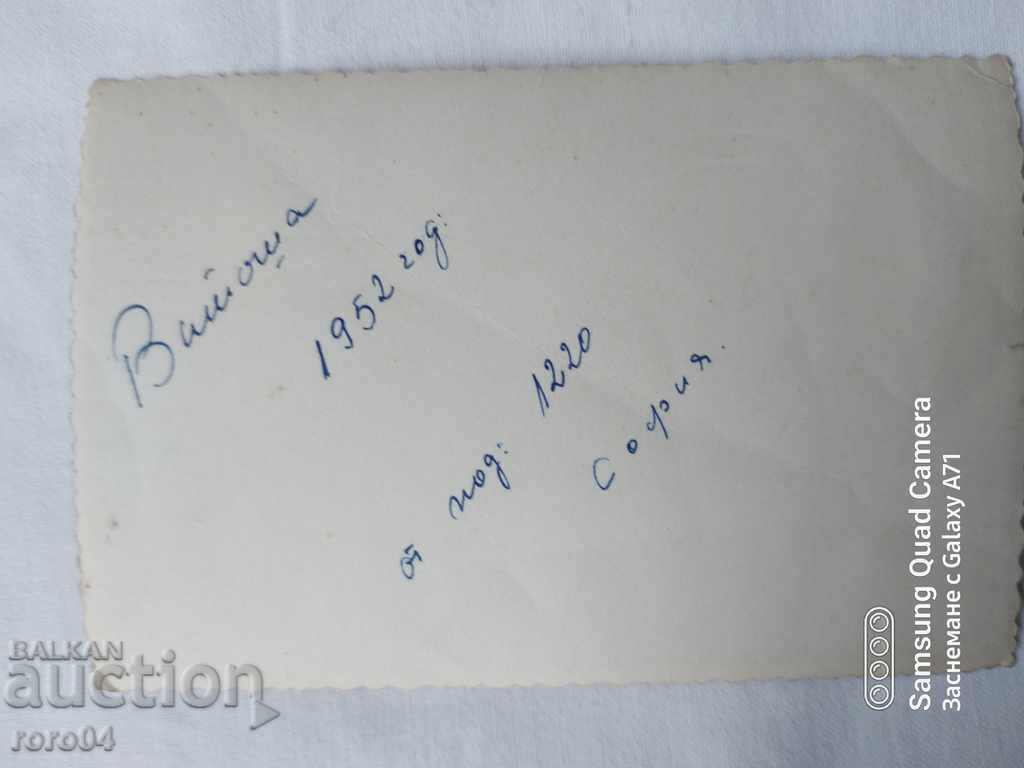 Витоша
1952 год:
от под: 1220
София.
Samsung Quad Camera
Заснемане с Galaxy A71
BALKAN
auction
roro04